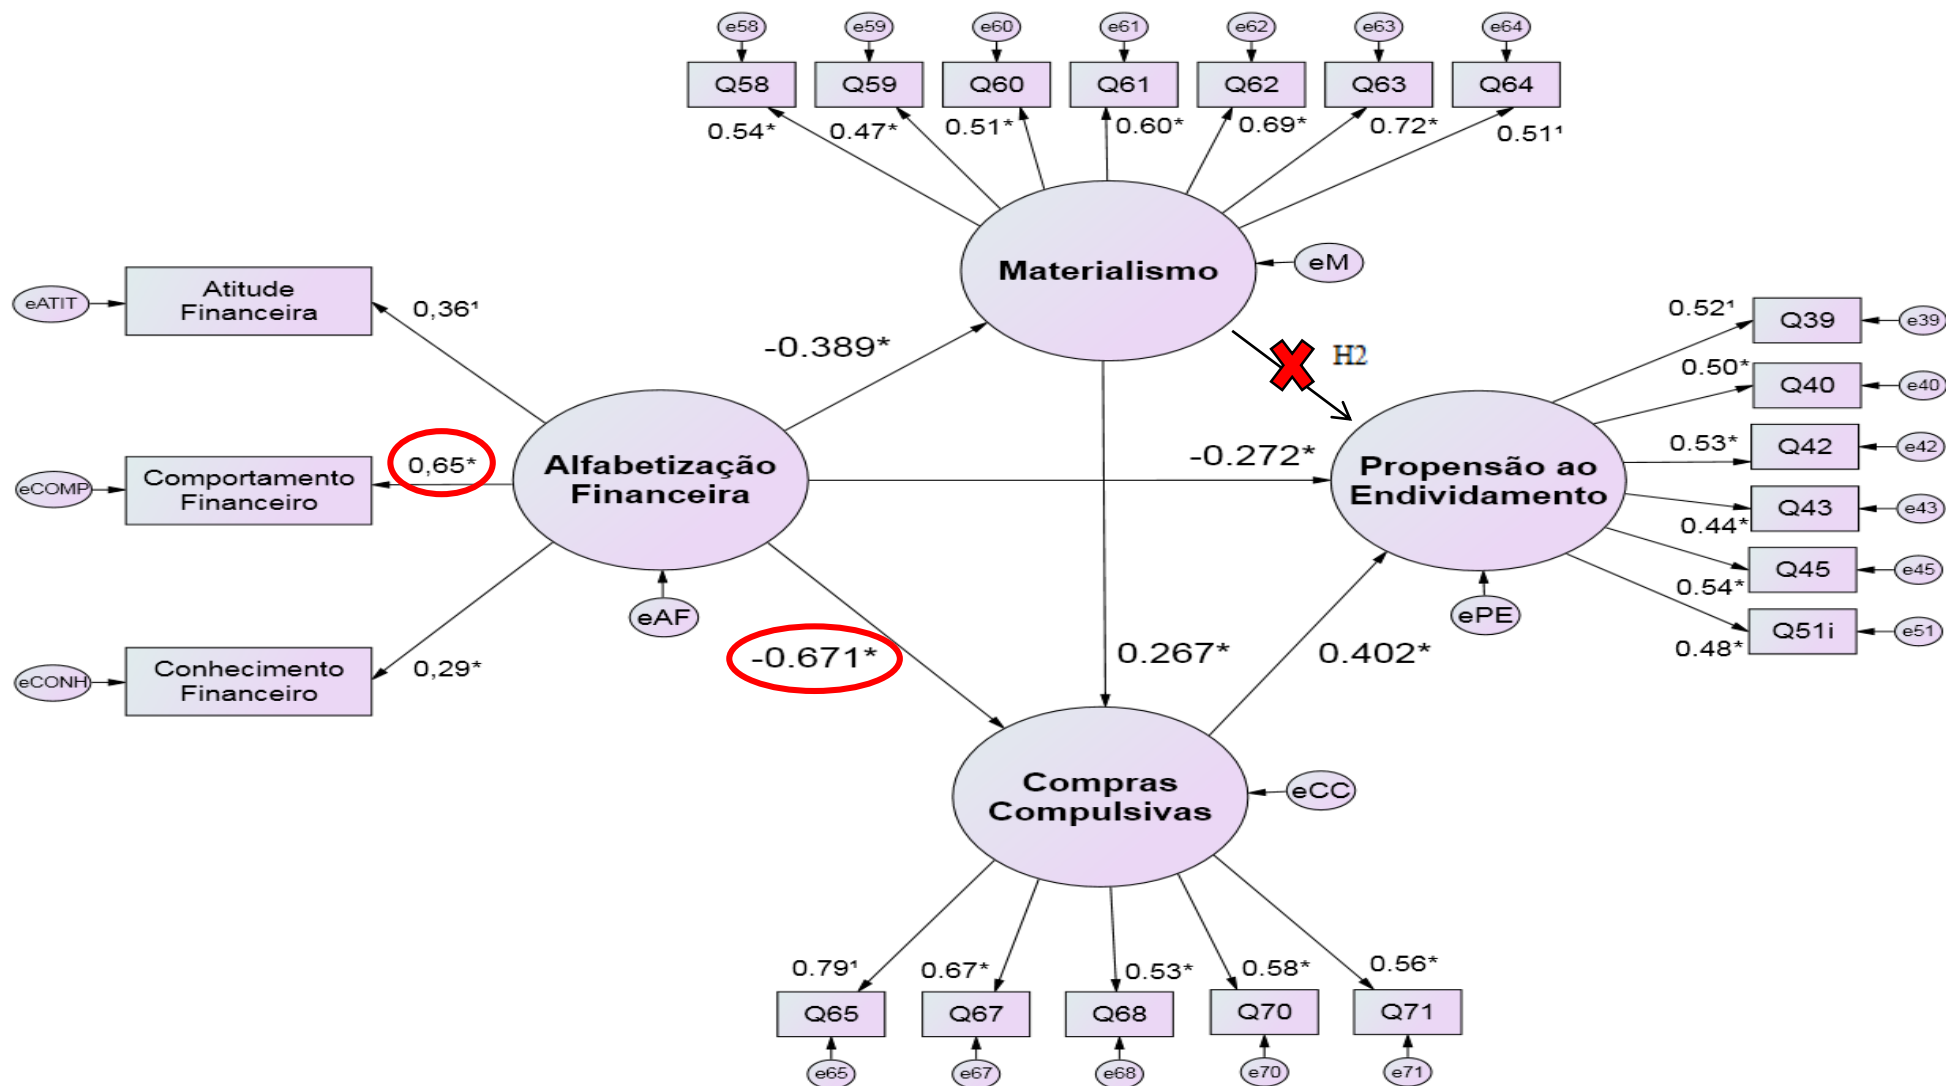 e58
e59
e60
e61
e62
e63
e64
Q58
Q59
Q60
Q61
Q62
Q63
Q64
0.54*
0.47*
0.51*
0.60*
0.69*
0.72*
0.51¹
Materialismo
eM
eATIT
Atitude
Financeira
0,36¹
-0.389*
H2
0.52¹
Q39
e39
0.50*
Q40
e40
eCOMP
Comportamento
Financeiro
0,65*
Alfabetização
Financeira
-0.272*
Propensão ao
Endividamento
0.53*
Q42
e42
0.44*
Q43
e43
0.54*
Q45
e45
0.48*
Q51i
e51
eAF
ePE
eCONH
Conhecimento
Financeiro
0,29*
-0.671*
0.267*
0.402*
Compras
Compulsivas
eCC
0.79¹
0.67*
0.53*
0.58*
0.56*
Q65
Q67
Q68
Q70
Q71
e65
e67
e68
e70
e71